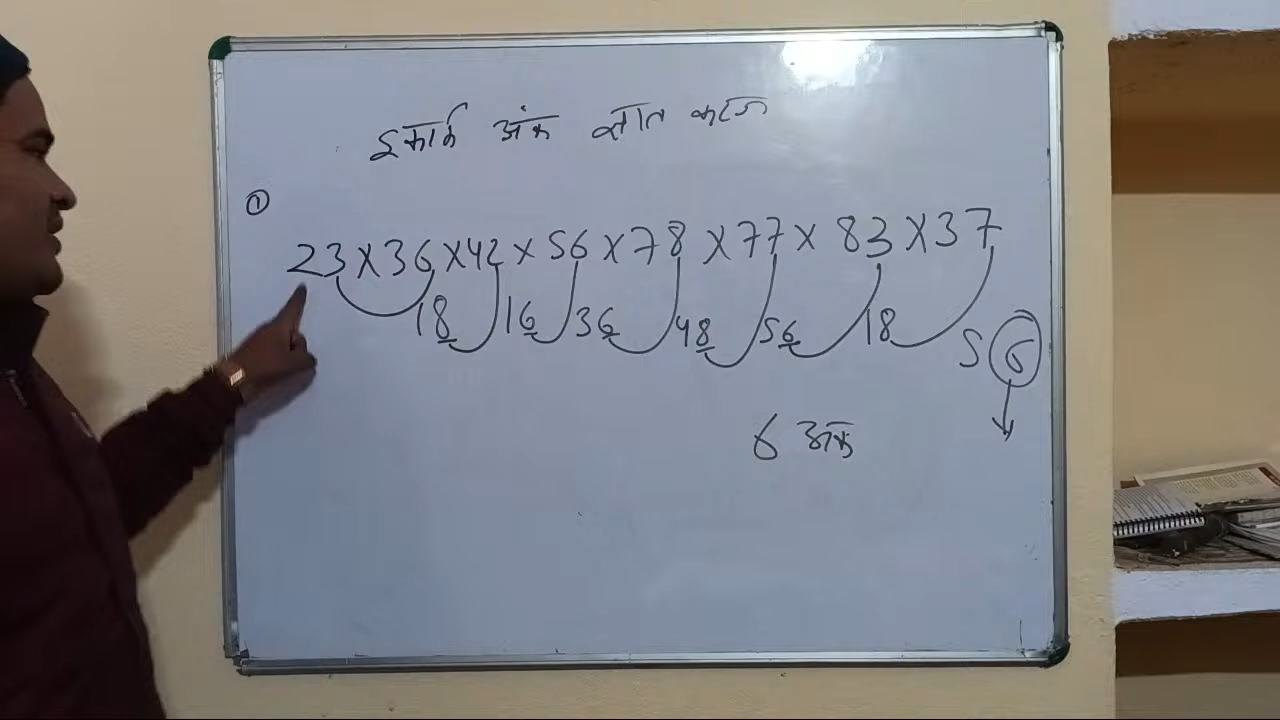 इकाई अंक ज्ञात करो
①
23 × 36 × 42 × 56 × 78 × 77 × 83 × 37
18 16 36 48 56 18 56
6 अंक